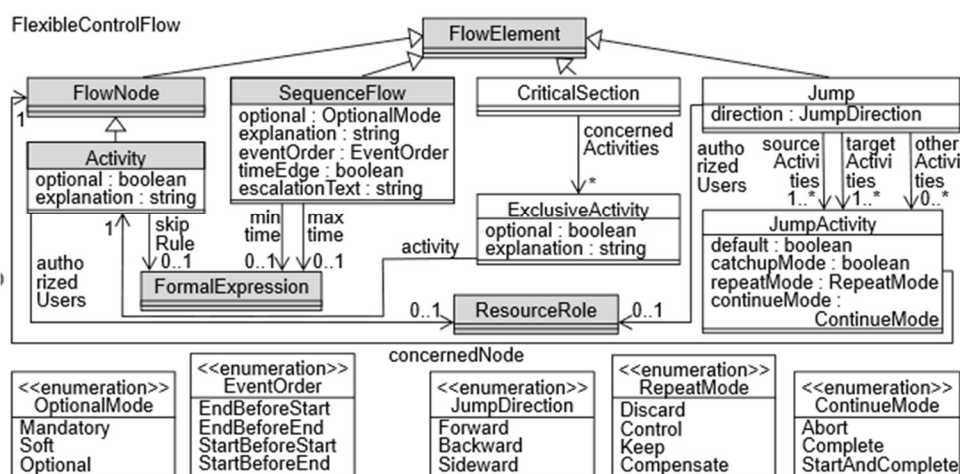 FlexibleControlFlow
FlowElement
FlowNode
SequenceFlow
optional : OptionalMode
explanation : string
eventOrder : EventOrder
timeEdge : boolean
escalationText : string
CriticalSection
Jump
direction : JumpDirection
1
Activity
optional : boolean
explanation : string
concerned
Activities
*
autho
rized
Users
source
Activi
ties
1..*
target
Activi
ties
1..*
other
Activi
ties
0..*
1
skip
Rule
0..1
min
time
0..1
max
time
0..1
ExclusiveActivity
optional : boolean
explanation : string
activity
JumpActivity
default : boolean
catchupMode : boolean
repeatMode : RepeatMode
continueMode :
ContinueMode
autho
rized
Users
FormalExpression
0..1
ResourceRole
0..1
concernedNode
<<enumeration>>
OptionalMode
Mandatory
Soft
Optional
<<enumeration>>
EventOrder
EndBeforeStart
EndBeforeEnd
StartBeforeStart
StartBeforeEnd
<<enumeration>>
JumpDirection
Forward
Backward
Sideward
<<enumeration>>
RepeatMode
Discard
Control
Keep
Compensate
<<enumeration>>
ContinueMode
Abort
Complete
StartAndComplete